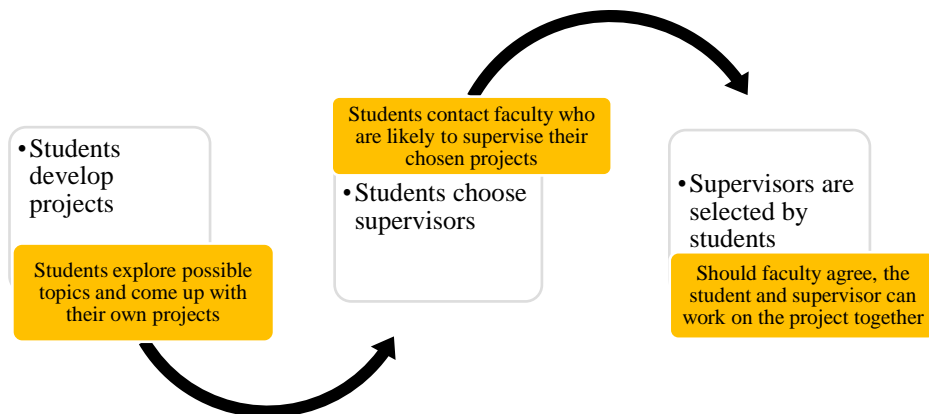 •Students
develop
projects
Students explore possible
topics and come up with
their own projects
Students contact faculty who
are likely to supervise their
chosen projects
•Students choose
supervisors
•Supervisors are
selected by
students
Should faculty agree, the
student and supervisor can
work on the project together